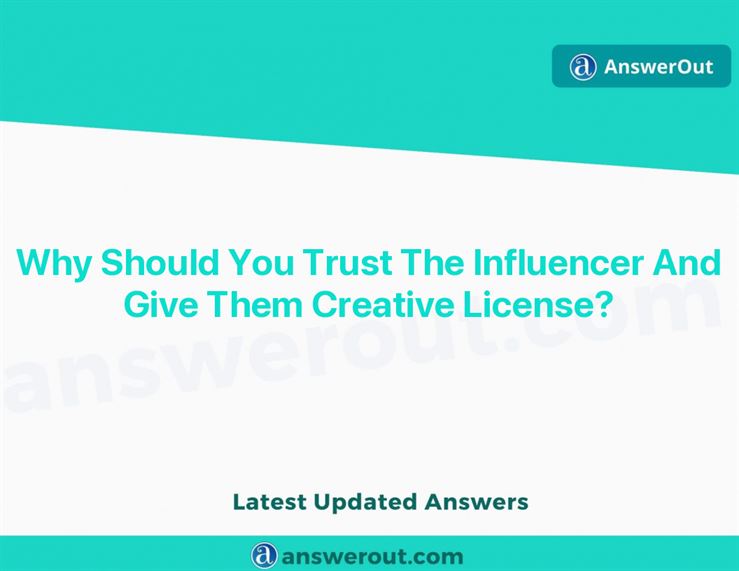 AnswerOut
Why Should You Trust The Influencer And
Give Them Creative License?
answerout.com
Latest Updated Answers
answerout.com